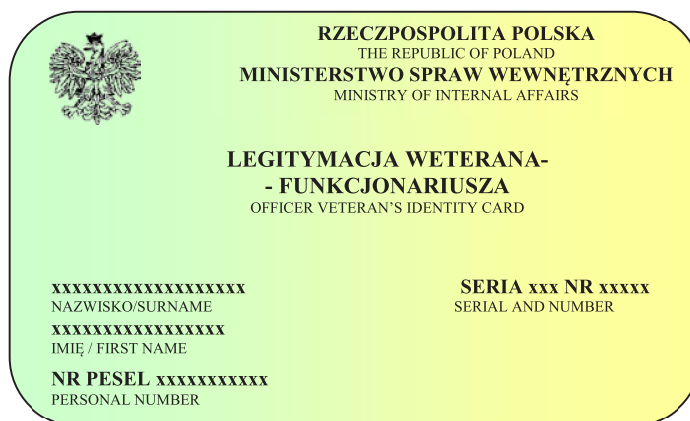 RZECZPOSPOLITA POLSKA
THE REPUBLIC OF POLAND
MINISTERSTWO SPRAW WEWNĘTRZNYCH
MINISTRY OF INTERNAL AFFAIRS
LEGITYMACJA WETERANA-
- FUNKCJONARIUSZA
OFFICER VETERAN’S IDENTITY CARD
xxxxxxxxxxxxxxxxxxx
NAZWISKO/SURNAME
xxxxxxxxxxxxxxxxx
IMIĘ / FIRST NAME
NR PESEL xxxxxxxxxxx
PERSONAL NUMBER
SERIA xxx NR xxxxx
SERIAL AND NUMBER